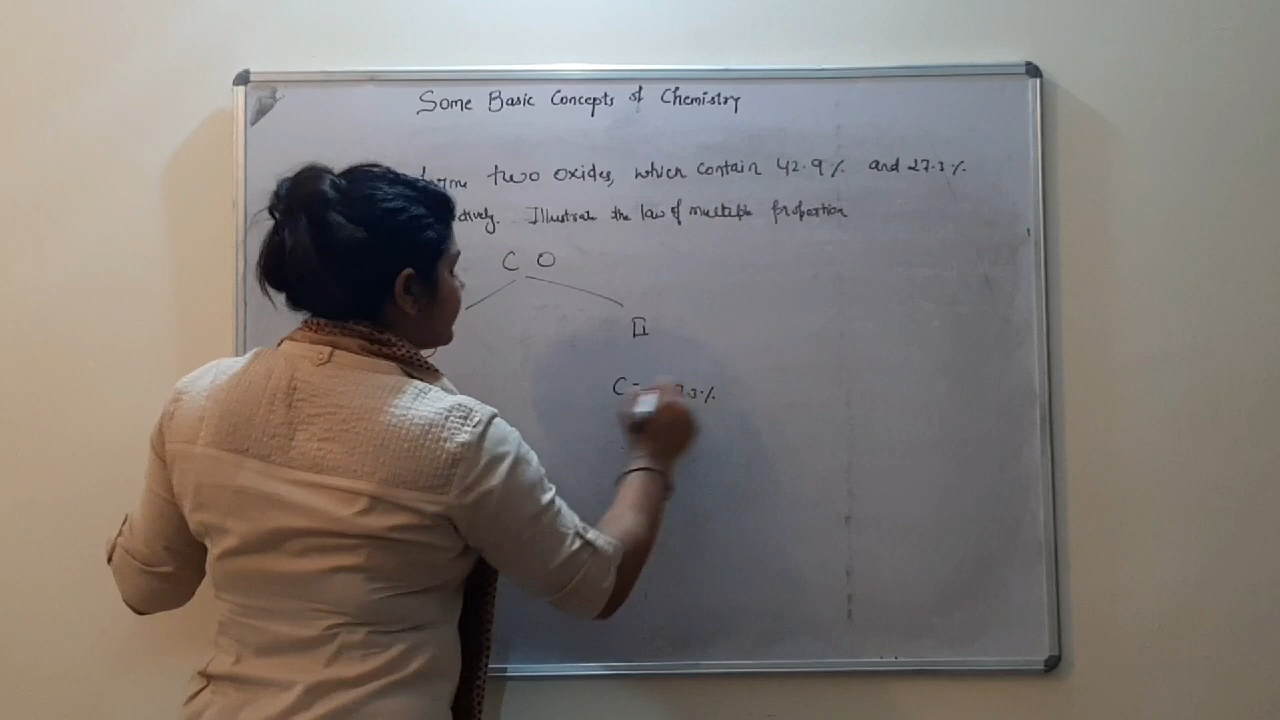 Some Basic Concepts of Chemistry
two oxides, which contain 42.9% and 27.3%
Illustrate the law of multiple proportion
C O
II
C =